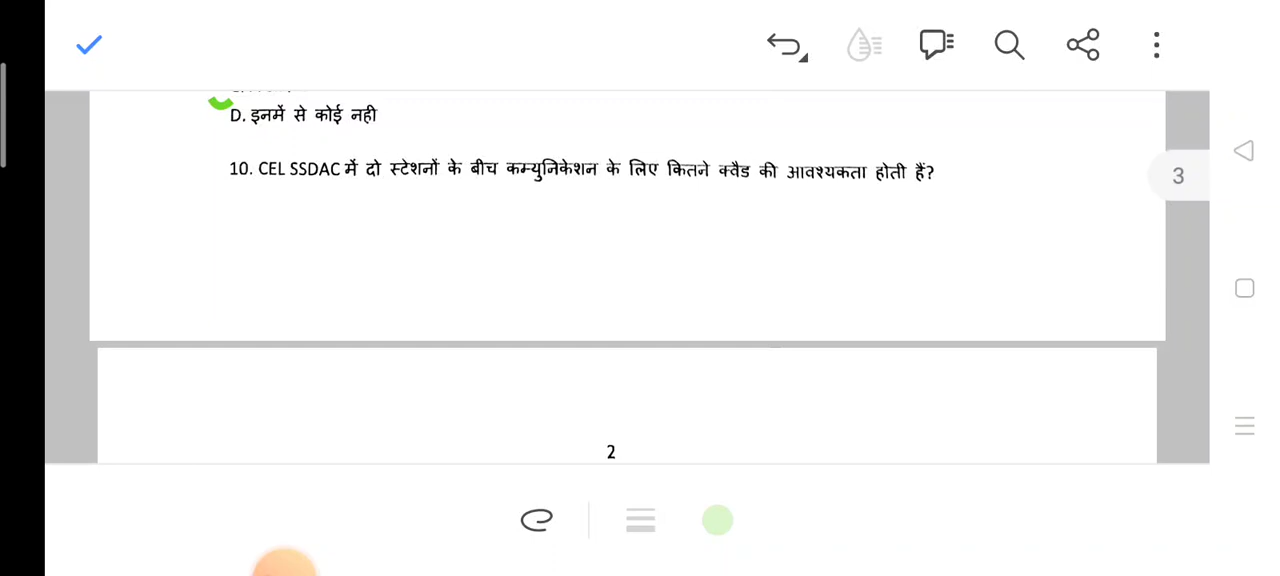 D. इनमें से कोई नही
10. CEL SSDAC में दो स्टेशनों के बीच कम्युनिकेशन के लिए कितने क्वैड की आवश्यकता होती हैं?
3
2